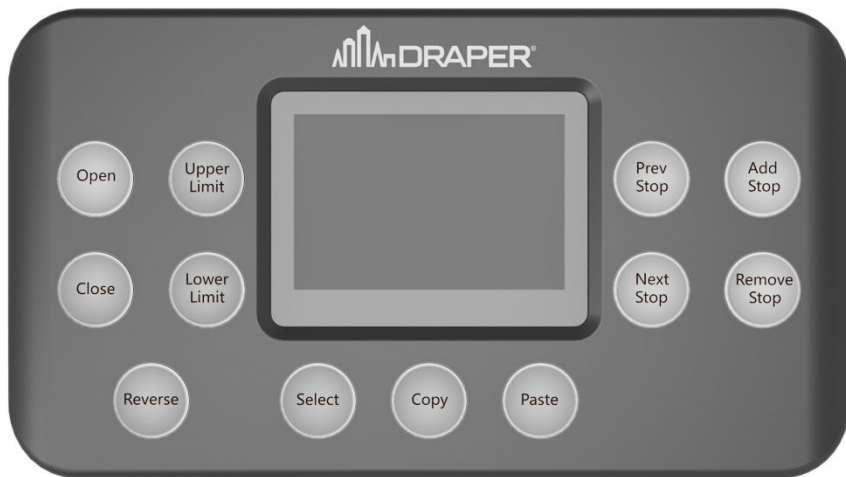 DRAPER®
Open
Upper
Limit
Prev
Stop
Add
Stop
Close
Lower
Limit
Next
Stop
Remove
Stop
Reverse
Select
Copy
Paste